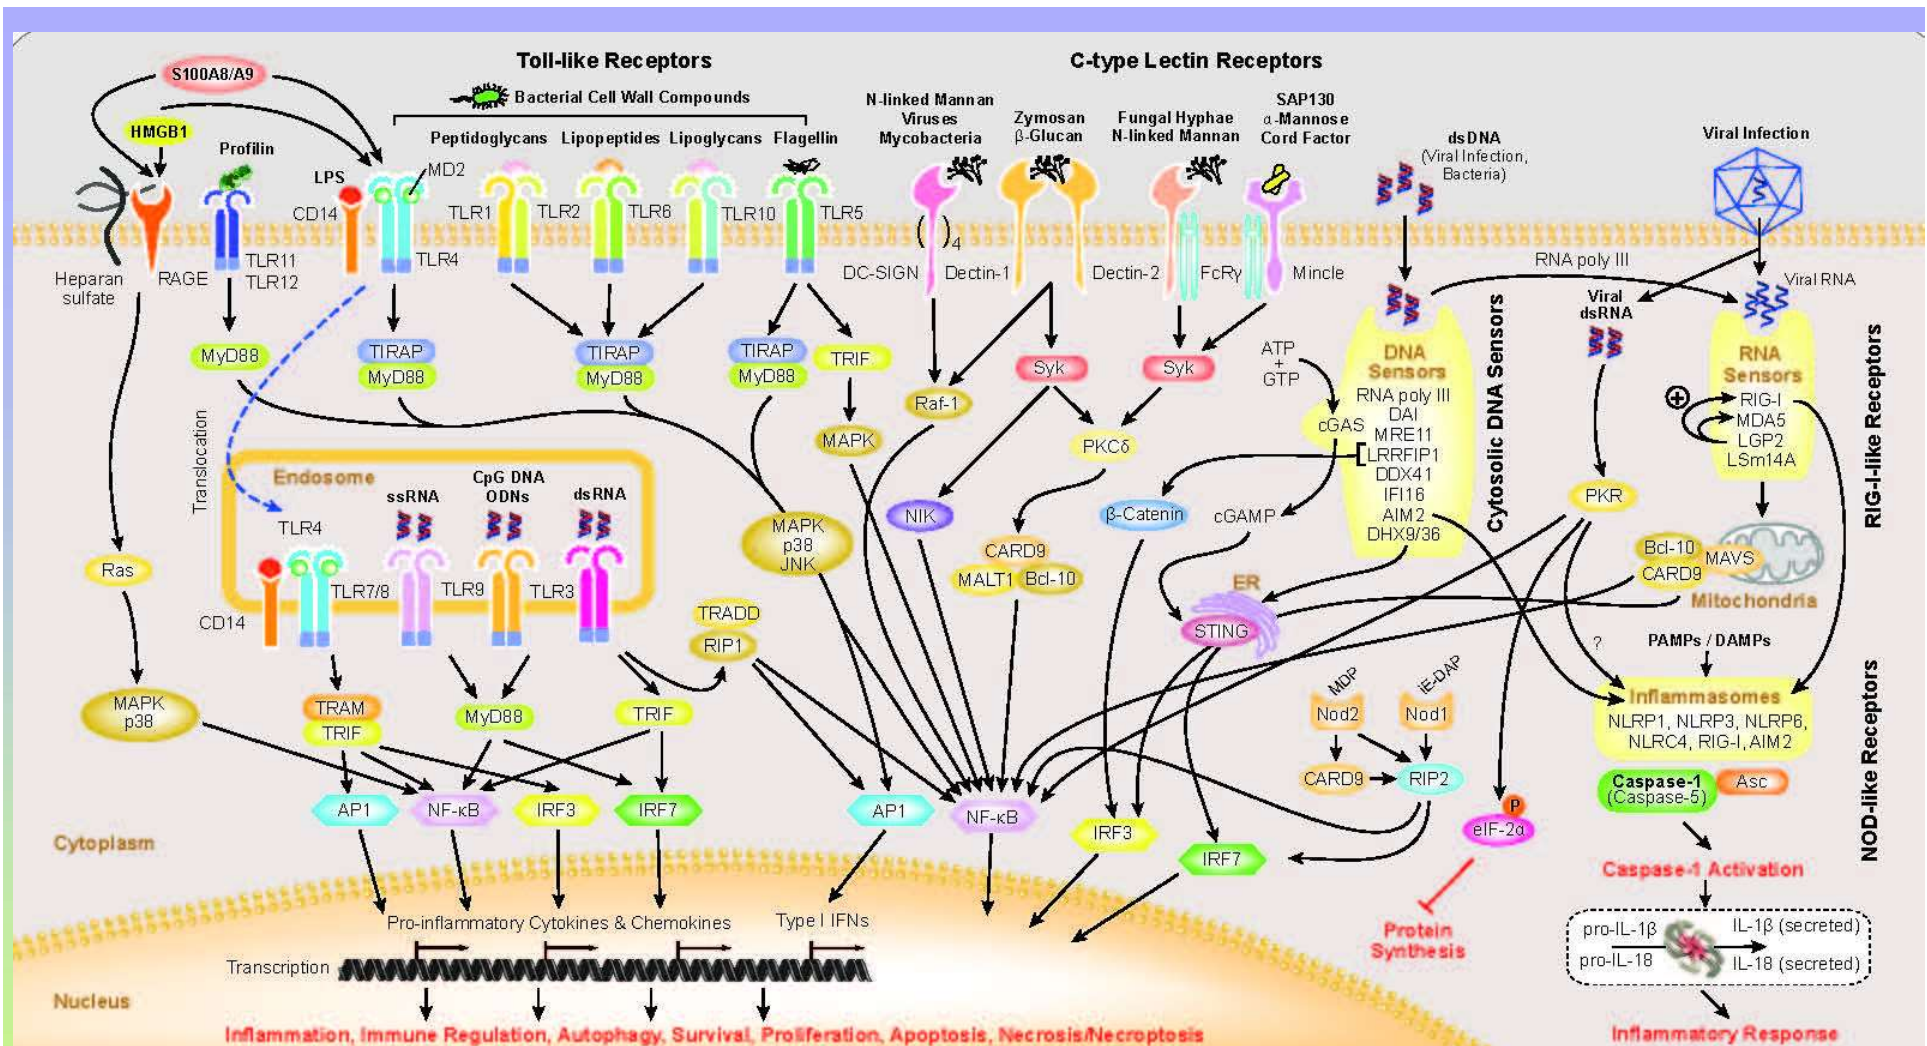 Toll-like Receptors
C-type Lectin Receptors
S100A8/A9
HMGB1
Profilin
LPS
CD14
MD2
Bacterial Cell Wall Compounds
Peptidoglycans
Lipopeptides
Lipoglycans
Flagellin
N-linked Mannan
Viruses
Mycobacteria
Zymosan
β-Glucan
Fungal Hyphae
N-linked Mannan
SAP130
α-Mannose
Cord Factor
dsDNA
(Viral Infection,
Bacteria)
Viral Infection
TLR1
TLR2
TLR6
TLR10
TLR5
( )4
Heparan
sulfate
RAGE
TLR11
TLR12
TLR4
DC-SIGN
Dectin-1
Dectin-2
FcRγ
Mincle
RNA poly III
Viral RNA
Viral
dsRNA
MyD88
TIRAP
MyD88
TIRAP
MyD88
TIRAP
MyD88
TRIF
Syk
Syk
ATP
+
GTP
Raf-1
MAPK
PKCδ
cGAS
DNA
Sensors
RNA poly III
DAI
MRE11
LRRFIP1
DDX41
IFI16
AIM2
DHX9/36
Cytosolic DNA Sensors
RNA
Sensors
RIG-I
MDA5
LGP2
LSm14A
+
RIG-I-like Receptors
Translocation
Endosome
ssRNA
CpG DNA
ODNs
dsRNA
TLR4
CD14
TLR7/8
TLR9
TLR3
MAPK
p38
JNK
NIK
β-Catenin
cGAMP
PKR
Ras
CARD9
MALT1
Bcl-10
Bcl-10
CARD9
MAVS
Mitochondria
ER
STING
TRADD
RIP1
MAPK
p38
TRAM
TRIF
MyD88
TRIF
?
PAMPs / DAMPs
Inflammasomes
NLRP1, NLRP3, NLRP6,
NLRC4, RIG-I, AIM2
NOD-like Receptors
MDP
iE-DAP
Nod2
Nod1
CARD9
RIP2
Caspase-1
(Caspase-5)
Asc
AP1
NF-κB
IRF3
IRF7
AP1
NF-κB
IRF3
IRF7
P
eIF-2α
Protein
Synthesis
Caspase-1 Activation
Cytoplasm
Pro-inflammatory Cytokines & Chemokines
Type I IFNs
Transcription
Nucleus
pro-IL-1β
pro-IL-18
IL-1β (secreted)
IL-18 (secreted)
Inflammation, Immune Regulation, Autophagy, Survival, Proliferation, Apoptosis, Necrosis/Necroptosis
Inflammatory Response